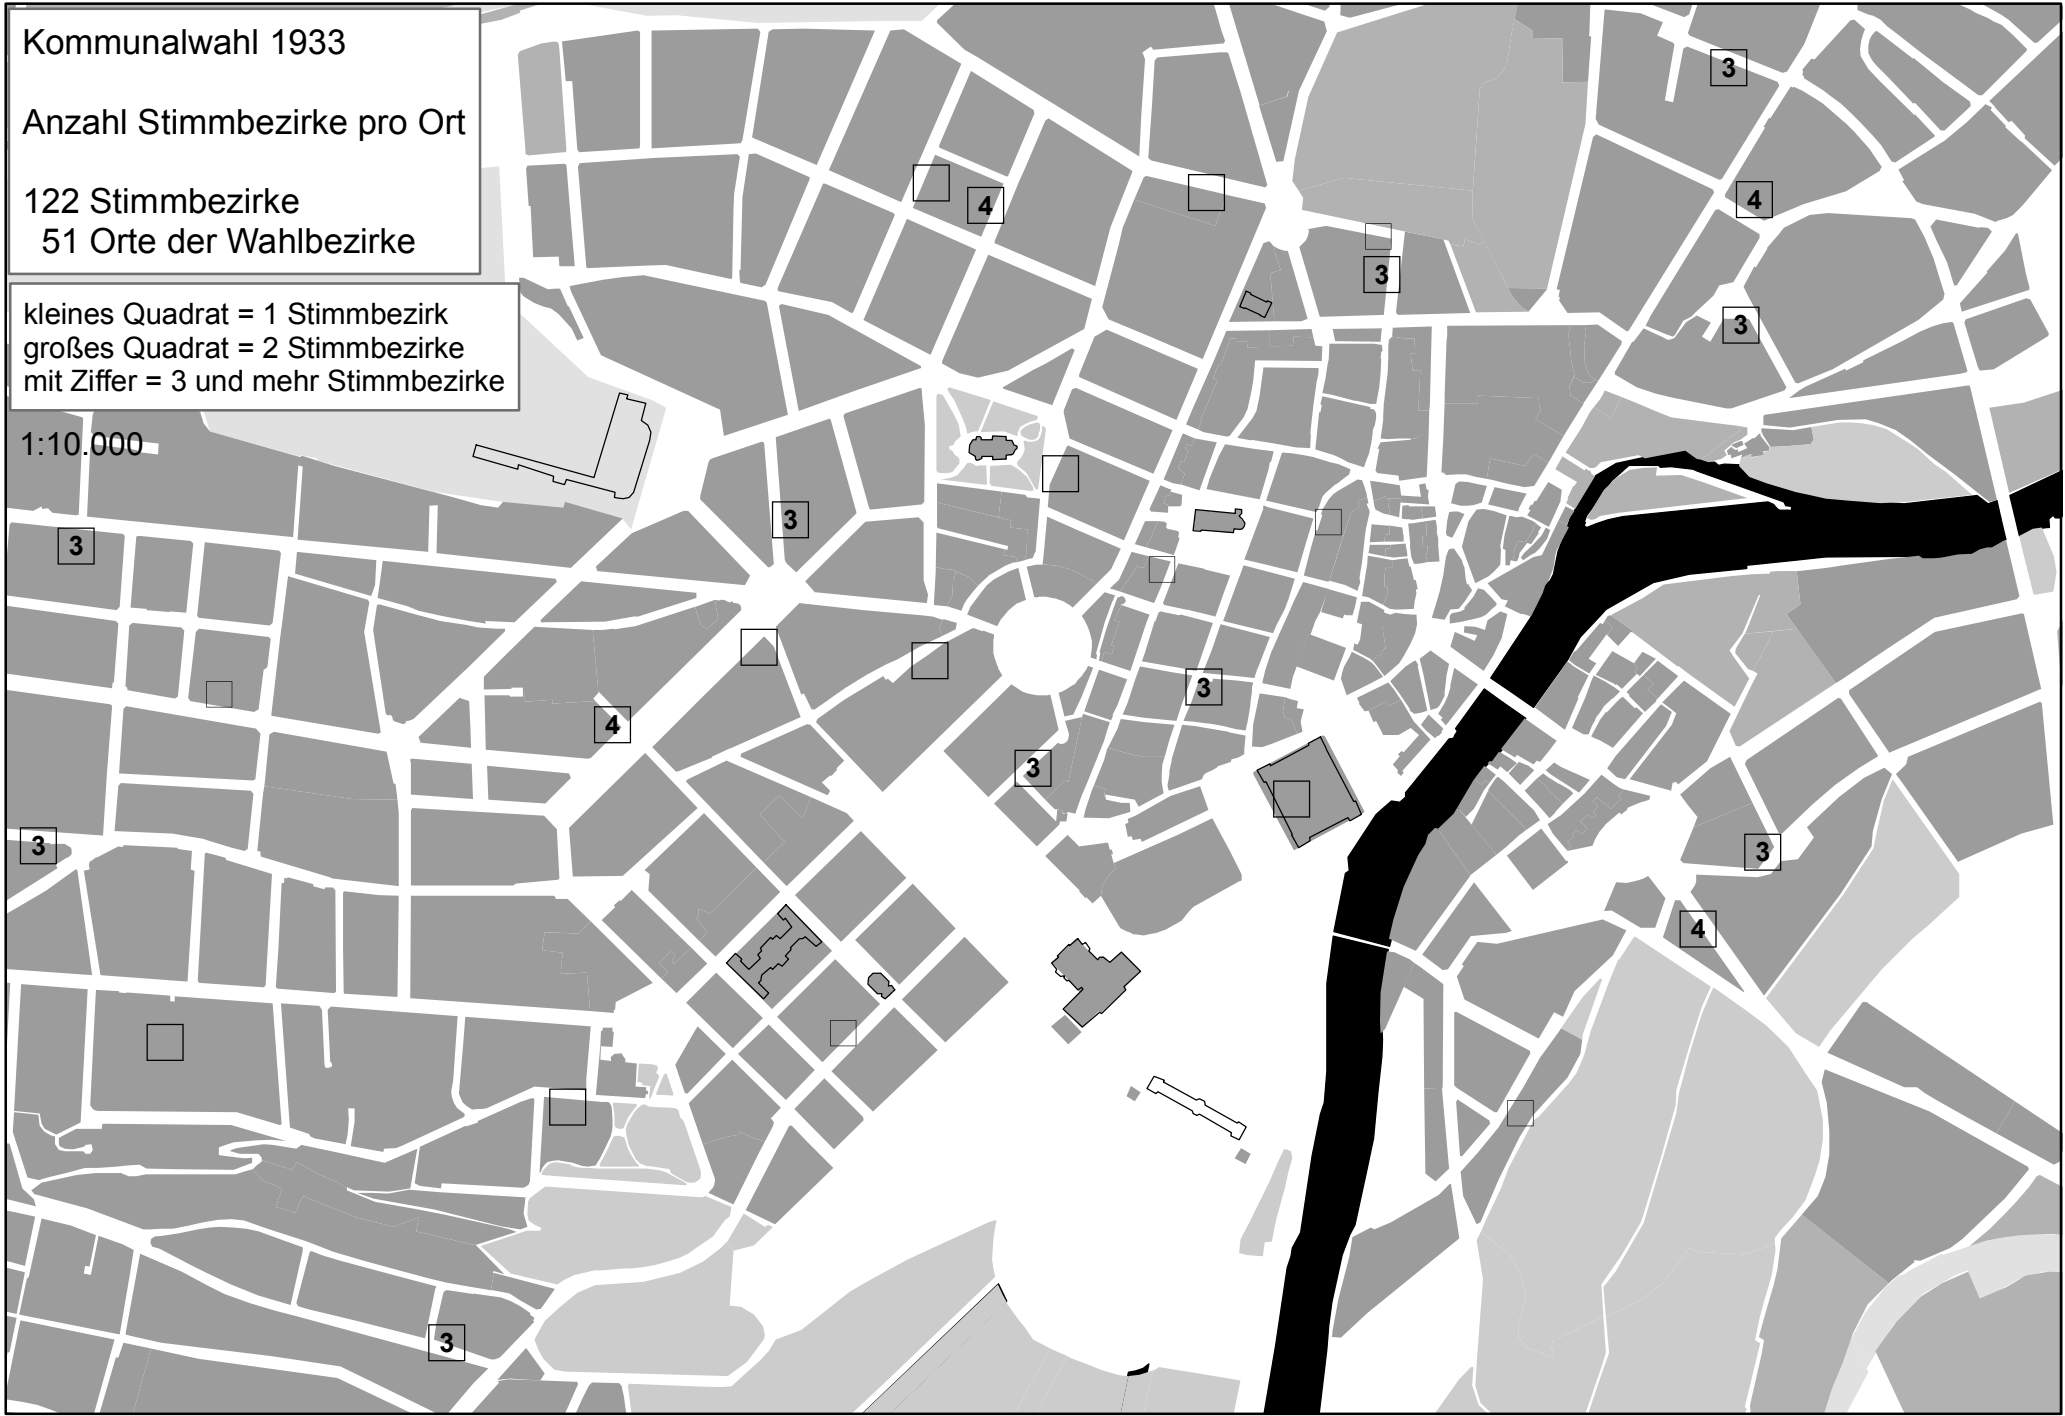 Kommunalwahl 1933
Anzahl Stimmbezirke pro Ort
122 Stimmbezirke
51 Orte der Wahlbezirke
kleines Quadrat = 1 Stimmbezirk
großes Quadrat = 2 Stimmbezirke
mit Ziffer = 3 und mehr Stimmbezirke
1:10.000
3
4
4
3
3
3
3
3
4
3
3
3
3
4
3